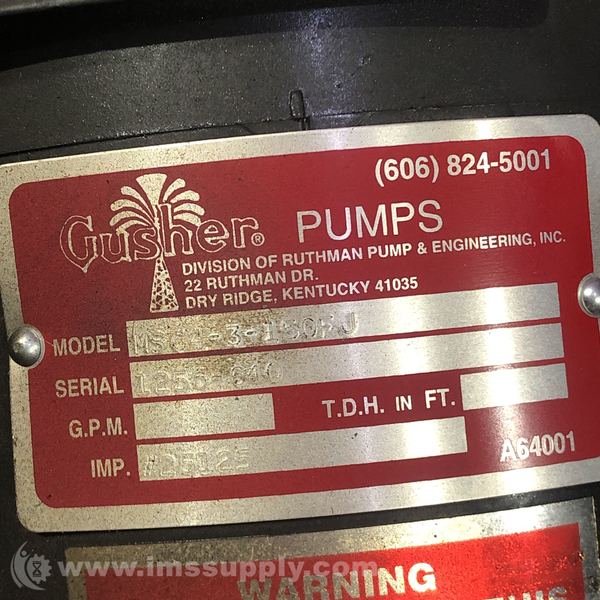 (606) 824-5001
Gusher® PUMPS
DIVISION OF RUTHMAN PUMP & ENGINEERING, INC.
22 RUTHMAN DR.
DRY RIDGE, KENTUCKY 41035
MODEL
SERIAL
G.P.M.
T.D.H. IN FT.
IMP.
A64001
www.imssupply.com
WARNING
THIS